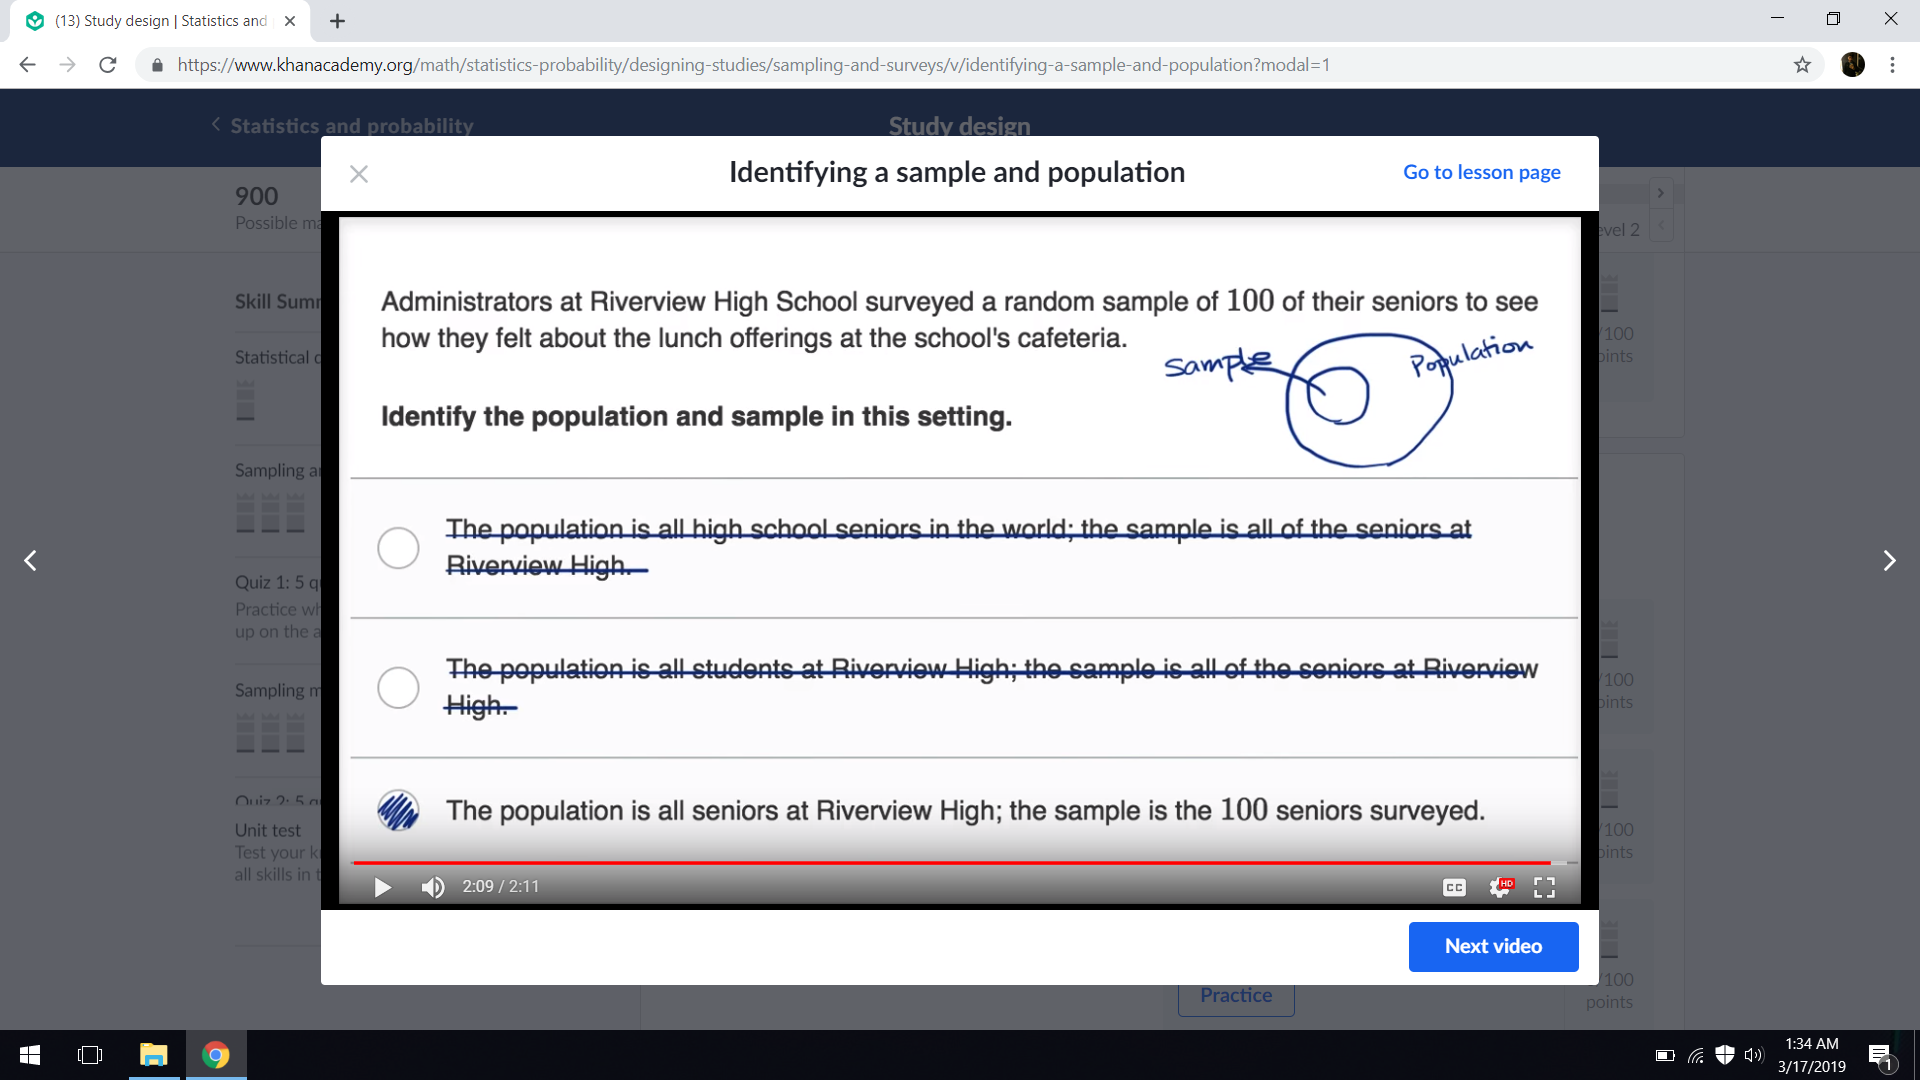 (13) Study design | Statistics and
https://www.khanacademy.org/math/statistics-probability/designing-studies/sampling-and-surveys/v/identifying-a-sample-and-population?modal=1
Statistics and probability
Study design
Identifying a sample and population
Go to lesson page
900
Possible ma
evel 2
Skill Summ
Statistical q
Sampling an
Quiz 1: 5 qu
Practice wh
up on the a
Sampling m
Quiz 2: 5 qu
Unit test
Test your kn
all skills in t
Administrators at Riverview High School surveyed a random sample of 100 of their seniors to see
how they felt about the lunch offerings at the school's cafeteria.
Sample
Population
Identify the population and sample in this setting.
The population is all high school seniors in the world; the sample is all of the seniors at
Riverview High.
The population is all students at Riverview High; the sample is all of the seniors at Riverview
High.
The population is all seniors at Riverview High; the sample is the 100 seniors surveyed.
2:09 / 2:11
CC
HD
/100
oints
/100
oints
/100
oints
/100
points
Next video
Practice
1:34 AM
3/17/2019
1